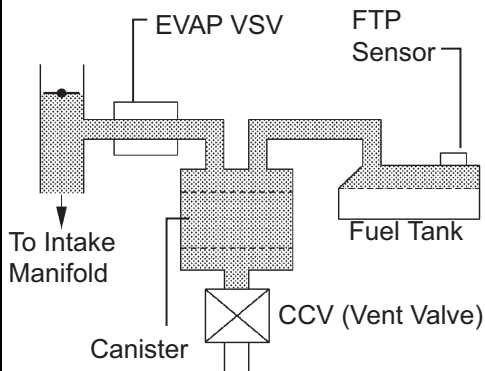 EVAP VSV
FTP
Sensor
To Intake
Manifold
Fuel Tank
CCV (Vent Valve)
Canister